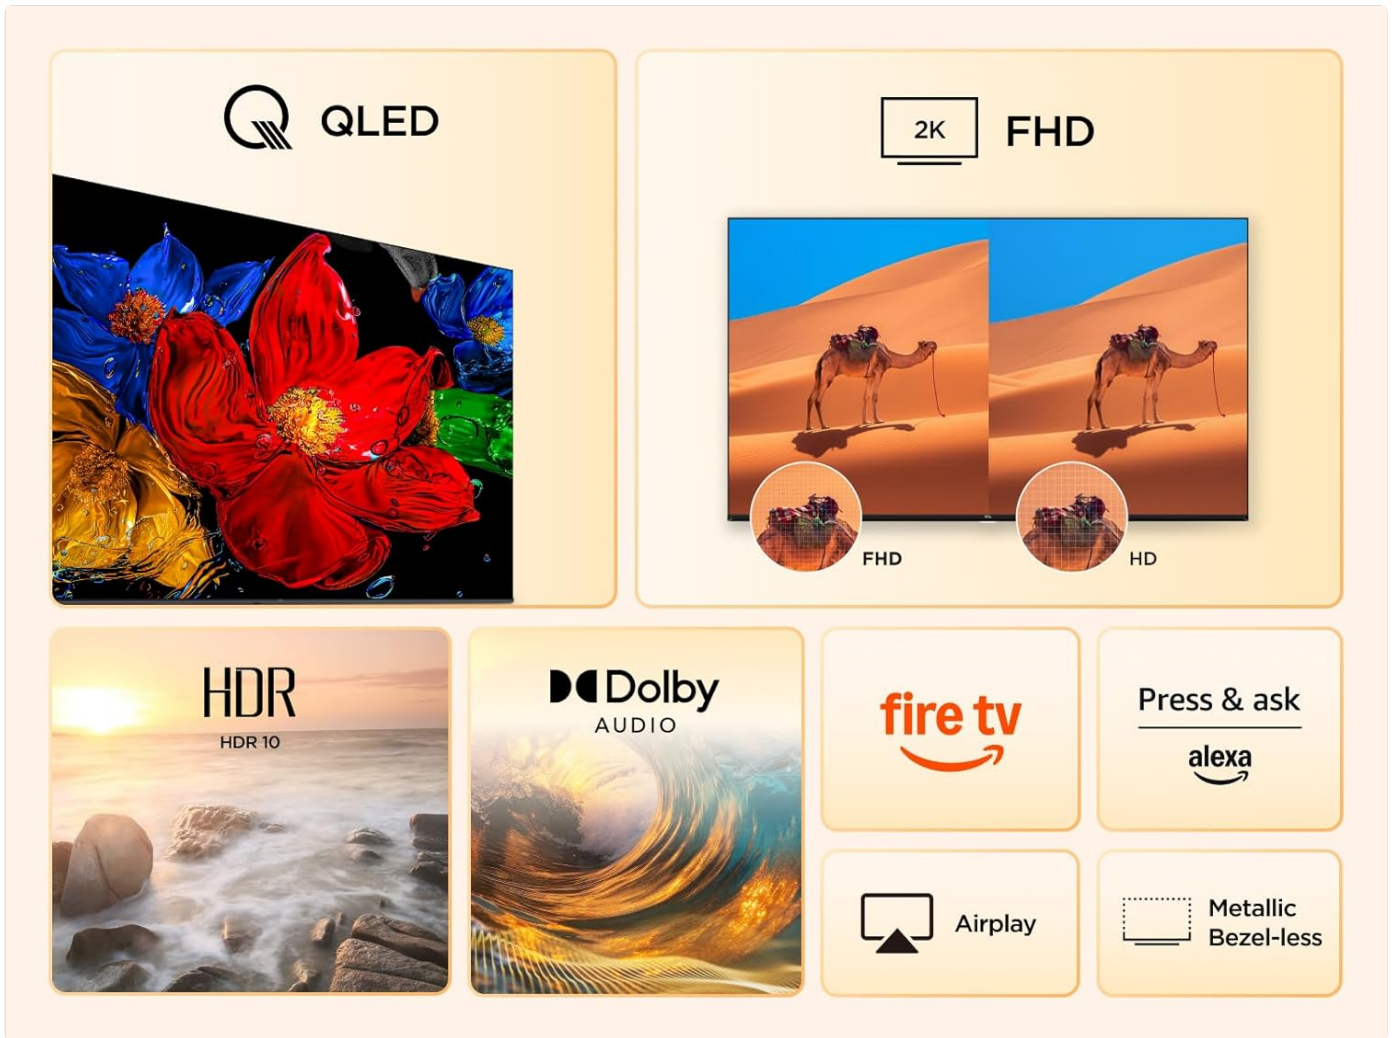 QLED
2K
FHD
FHD
HD
HDR
HDR 10
Dolby
AUDIO
fire tv
Press & ask
alexa
Airplay
Metallic
Bezel-less